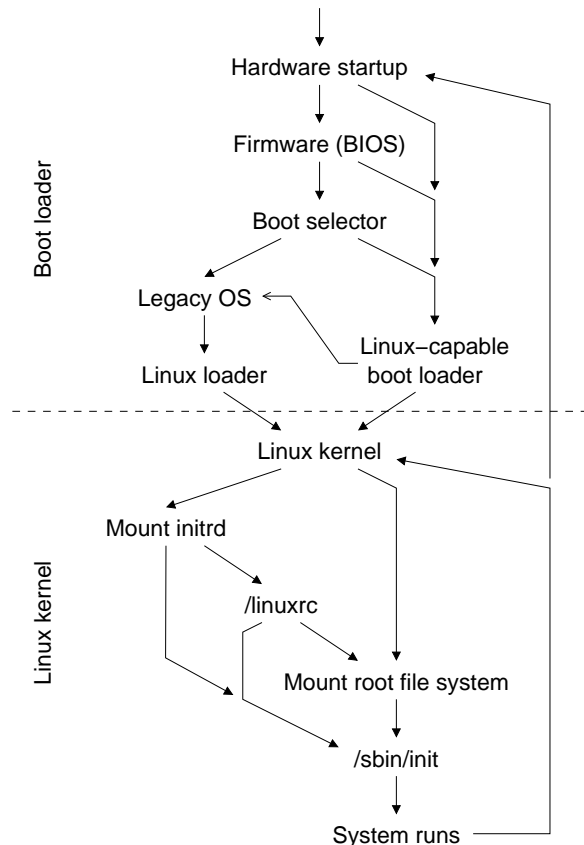 Hardware startup
Firmware (BIOS)
Boot selector
Boot loader
Legacy OS
Linux−capable
boot loader
Linux loader
Linux kernel
Mount initrd
/linuxrc
Linux kernel
Mount root file system
/sbin/init
System runs